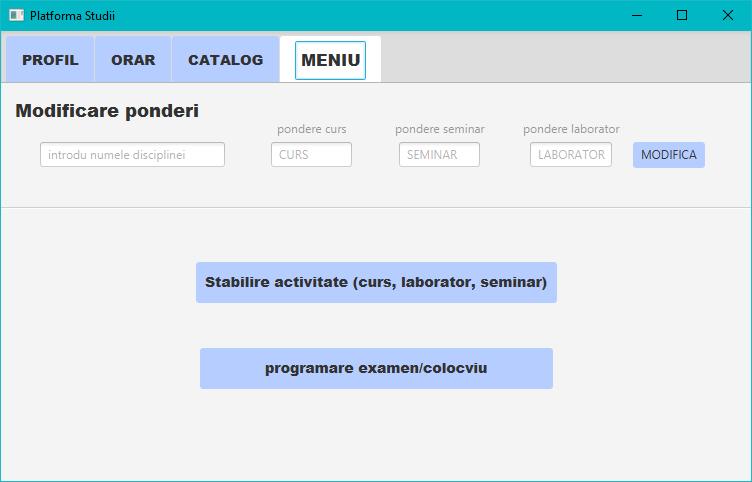 Platforma Studii
PROFIL ORAR CATALOG MENIU
Modificare ponderi
pondere curs pondere seminar pondere laborator
introdu numele disciplinei CURS SEMINAR LABORATOR MODIFICA
Stabilire activitate (curs, laborator, seminar)
programare examen/colocviu